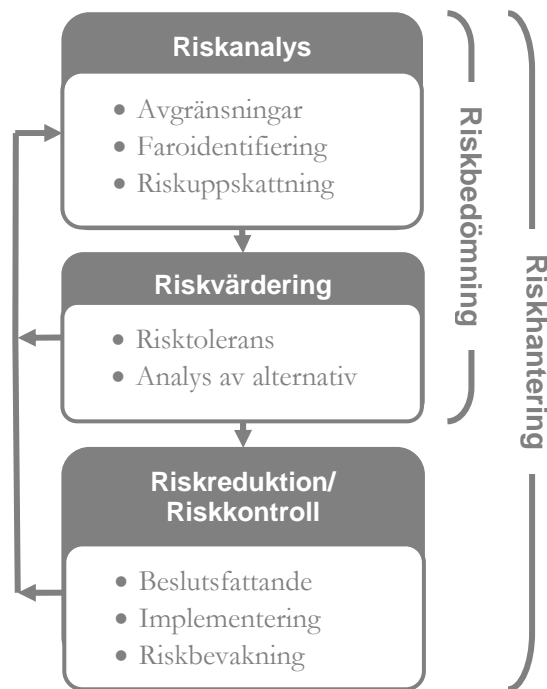 Riskanalys
• Avgränsningar
• Faroidentifiering
• Riskuppskattning
Riskvärdering
• Risktolerans
• Analys av alternativ
Riskreduktion/
Riskkontroll
• Beslutsfattande
• Implementering
• Riskbevakning
Riskbedömning
Riskhantering